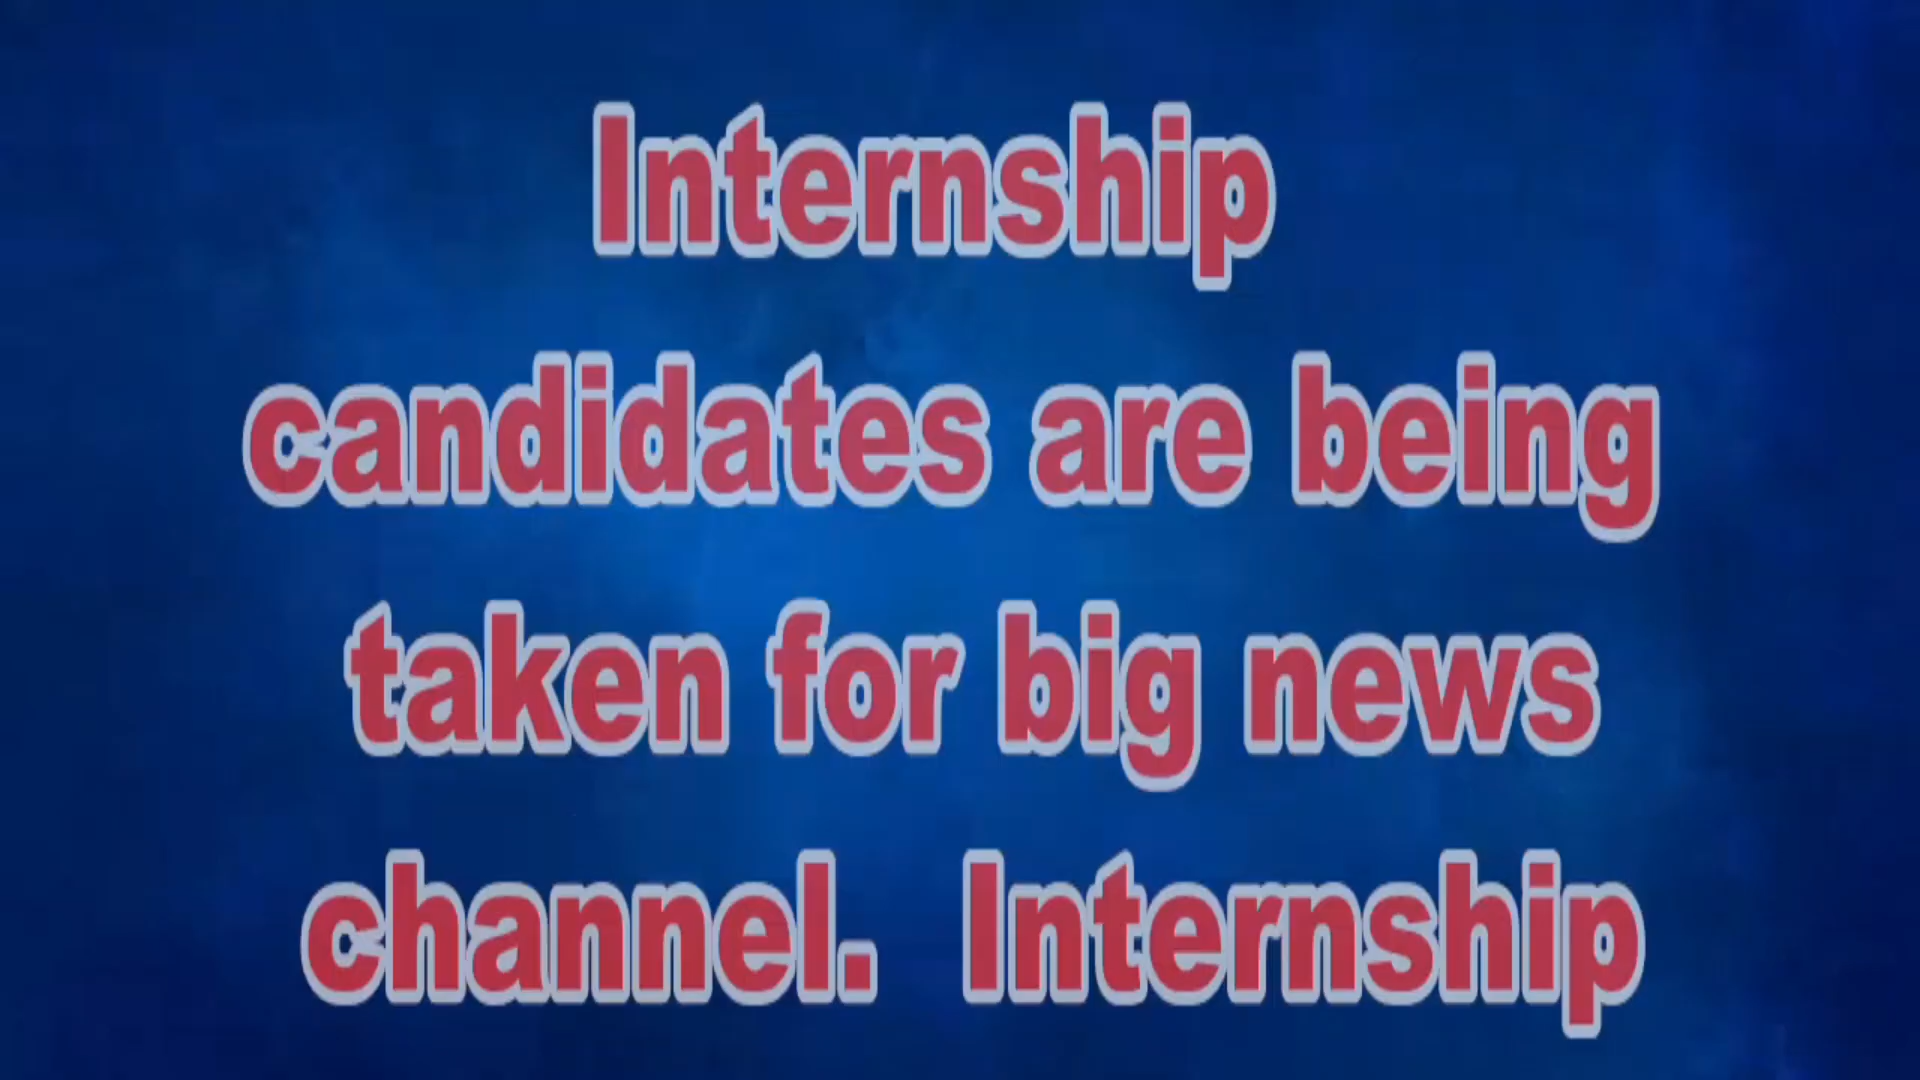 Internship
candidates are being
taken for big news
channel. Internship